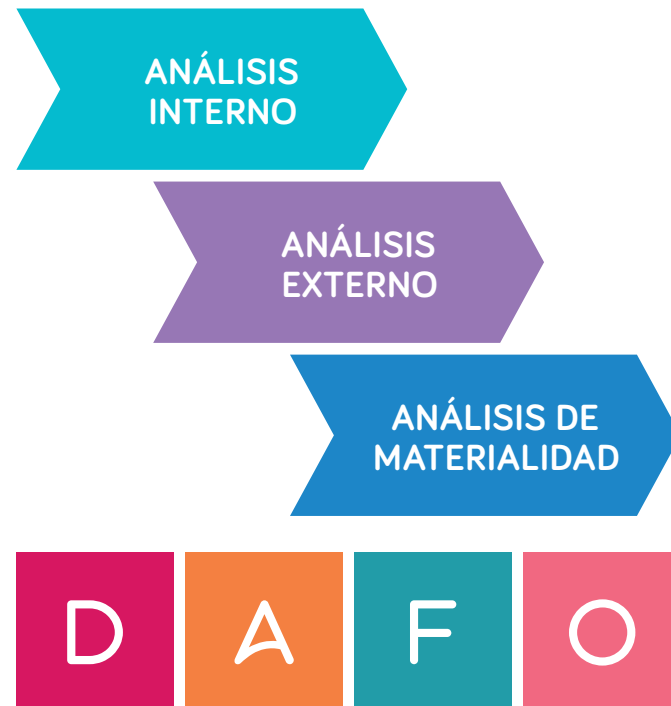 ANÁLISIS
INTERNO
ANÁLISIS
EXTERNO
ANÁLISIS DE
MATERIALIDAD
D A F O